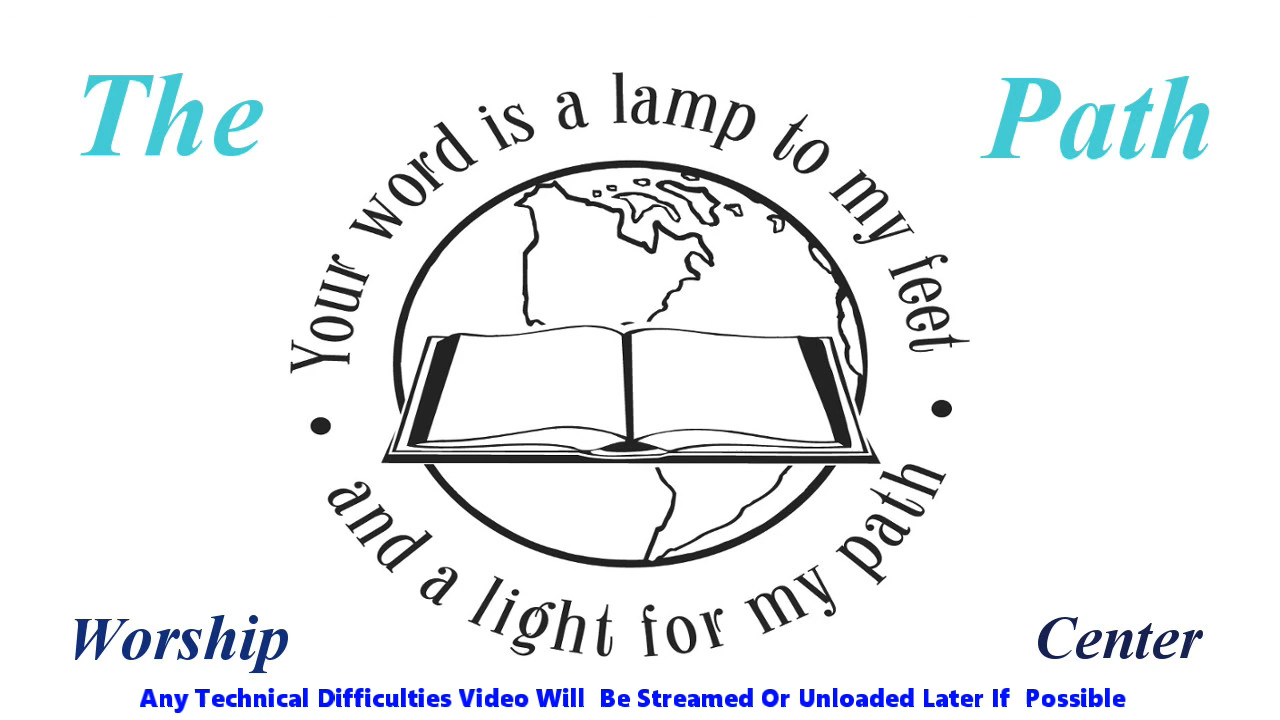 The Path
Your word is a lamp to my feet
and a light for my path
Worship Center
Any Technical Difficulties Video Will  Be Streamed Or Unloaded Later If  Possible